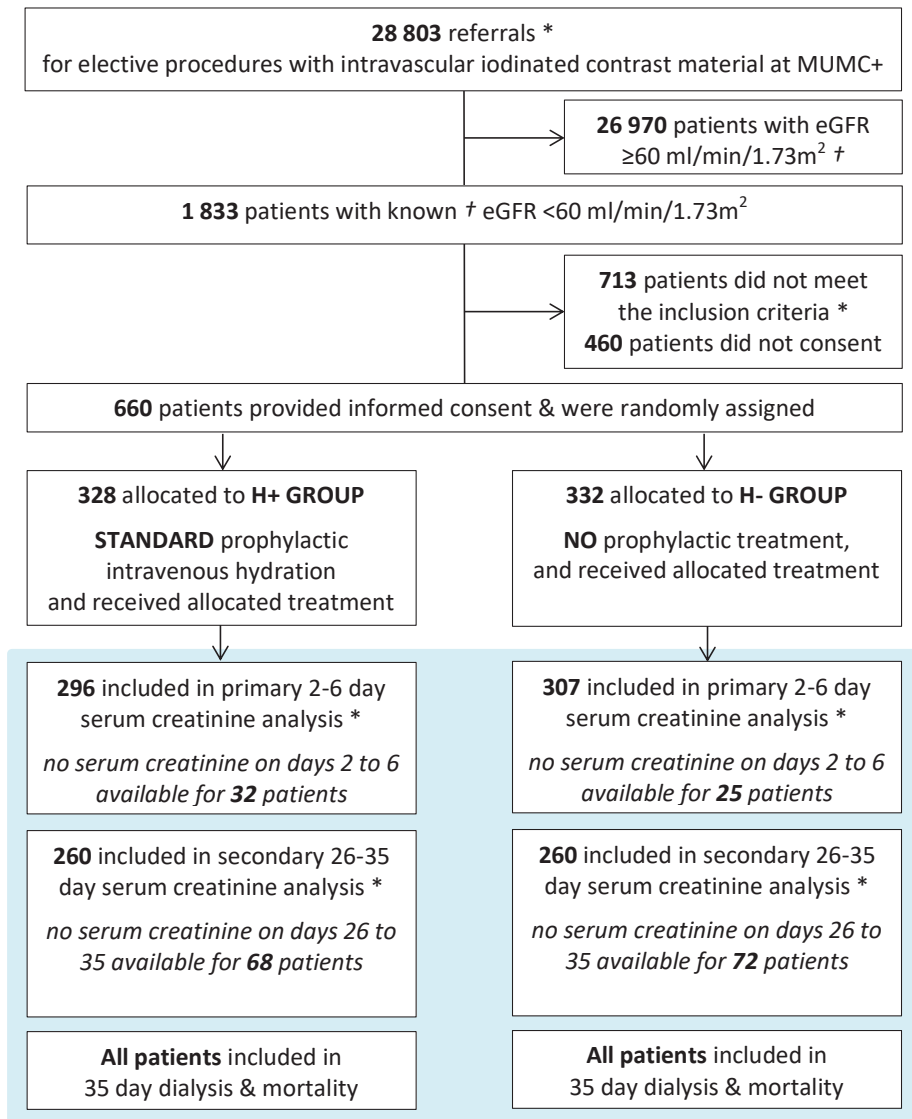 28 803 referrals *
for elective procedures with intravascular iodinated contrast material at MUMC+
26 970 patients with eGFR
≥60 ml/min/1.73m² †
1 833 patients with known † eGFR <60 ml/min/1.73m²
713 patients did not meet
the inclusion criteria *
460 patients did not consent
660 patients provided informed consent & were randomly assigned
328 allocated to H+ GROUP
STANDARD prophylactic
intravenous hydration
and received allocated treatment
332 allocated to H- GROUP
NO prophylactic treatment,
and received allocated treatment
296 included in primary 2-6 day
serum creatinine analysis *
no serum creatinine on days 2 to 6
available for 32 patients
307 included in primary 2-6 day
serum creatinine analysis *
no serum creatinine on days 2 to 6
available for 25 patients
260 included in secondary 26-35
day serum creatinine analysis *
no serum creatinine on days 26 to
35 available for 68 patients
260 included in secondary 26-35
day serum creatinine analysis *
no serum creatinine on days 26 to
35 available for 72 patients
All patients included in
35 day dialysis & mortality
All patients included in
35 day dialysis & mortality